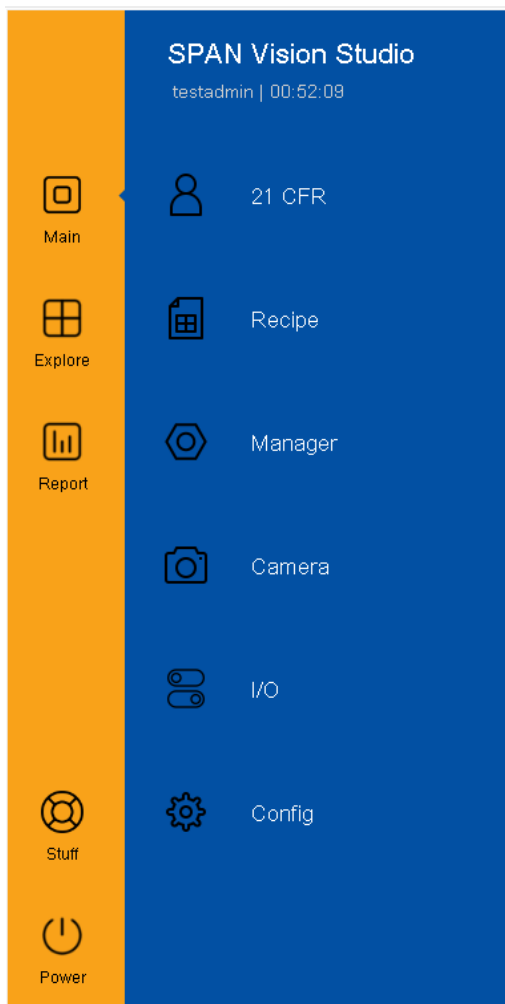 SPAN Vision Studio
testadmin | 00:52:09
Main
Explore
Report
Stuff
Power
21 CFR
Recipe
Manager
Camera
I/O
Config